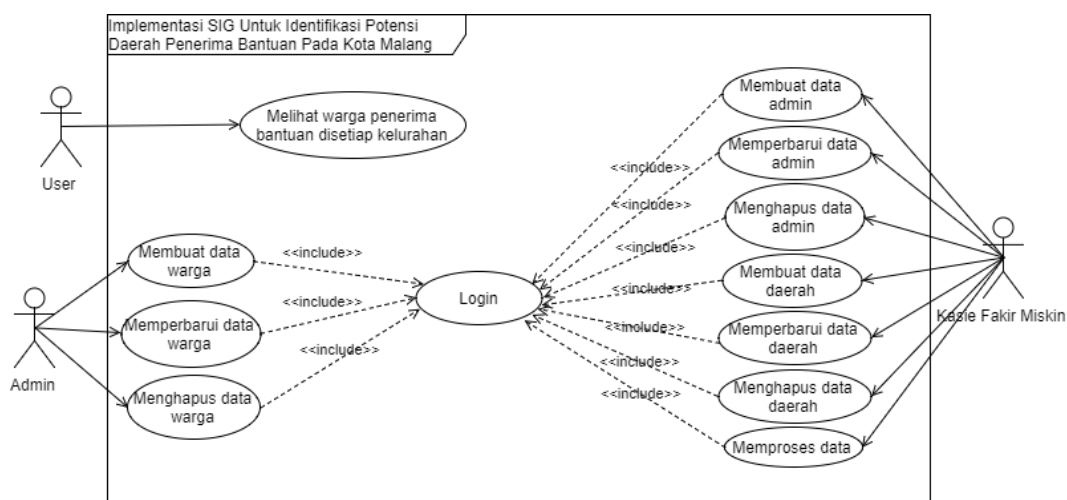 Implementasi SIG Untuk Identifikasi Potensi
Daerah Penerima Bantuan Pada Kota Malang
User
Melihat warga penerima
bantuan disetiap kelurahan
Admin
Membuat data
warga
Memperbarui data
warga
Menghapus data
warga
<<include>>
<<include>>
<<include>>
Login
<<include>>
<<include>>
<<include>>
<<include>>
<<include>>
<<include>>
<<include>>
Membuat data
admin
Memperbarui data
admin
Menghapus data
admin
Membuat data
daerah
Memperbarui data
daerah
Menghapus data
daerah
Memproses data
Kasie Fakir Miskin